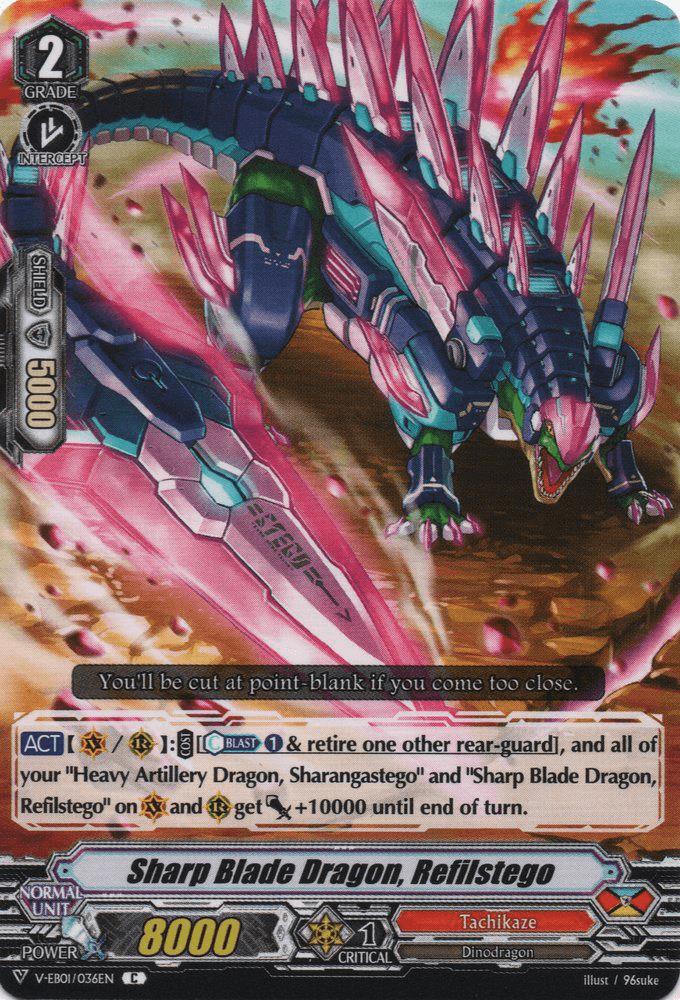 2
GRADE
INTERCEPT
SHIELD
5000
You'll be cut at point-blank if you come too close.
ACT【 V / R 】:COST [C BLAST 1 & retire one other rear-guard], and all of
your "Heavy Artillery Dragon, Sharangastego" and "Sharp Blade Dragon,
Refilstego" on V and R get +10000 until end of turn.
Sharp Blade Dragon, Refilstego
NORMAL
UNIT
POWER 8000
1
CRITICAL
Tachikaze
Dinodragon
V-EB01/036EN C
illust / 96suke